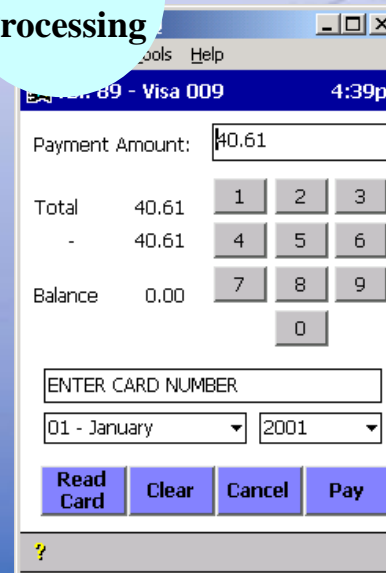 rocessing
ools Help
89 - Visa 009 4:39p
Payment Amount: 40.61
1 2 3
Total 40.61
- 40.61 4 5 6
7 8 9
Balance 0.00
0
ENTER CARD NUMBER
01 - January 2001
Read Card Clear Cancel Pay
?